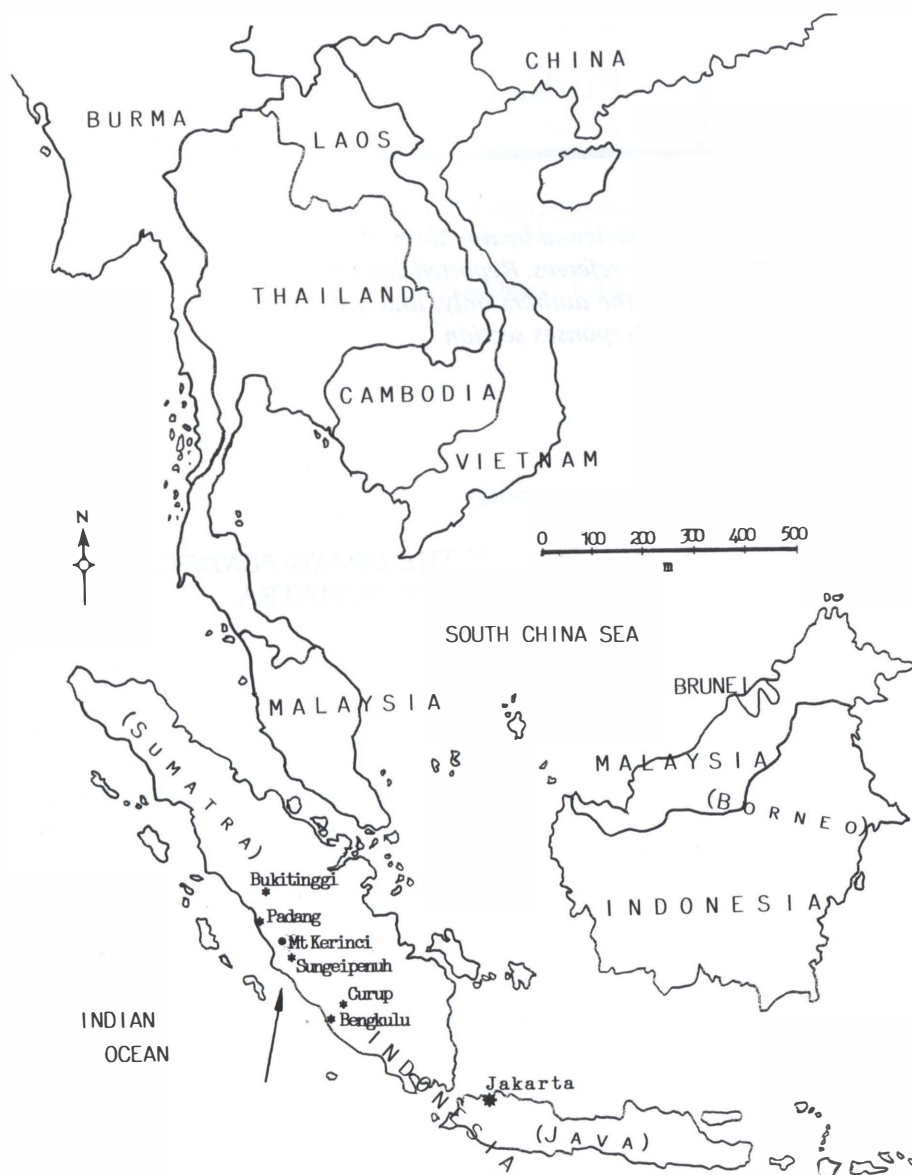 CHINA
BURMA
LAOS
THAILAND
CAMBODIA
VIETNAM
N
0 100 200 300 400 500
m
SOUTH CHINA SEA
BRUNEI
MALAYSIA
MALAYSIA
(SUMATRA)
(BORNEO)
Bukitinggi
INDONESIA
Padang
Mt Kerinci
Sungeipenuh
Curup
Bengkulu
INDIAN
OCEAN
INDONESIA
Jakarta
(JAVA)